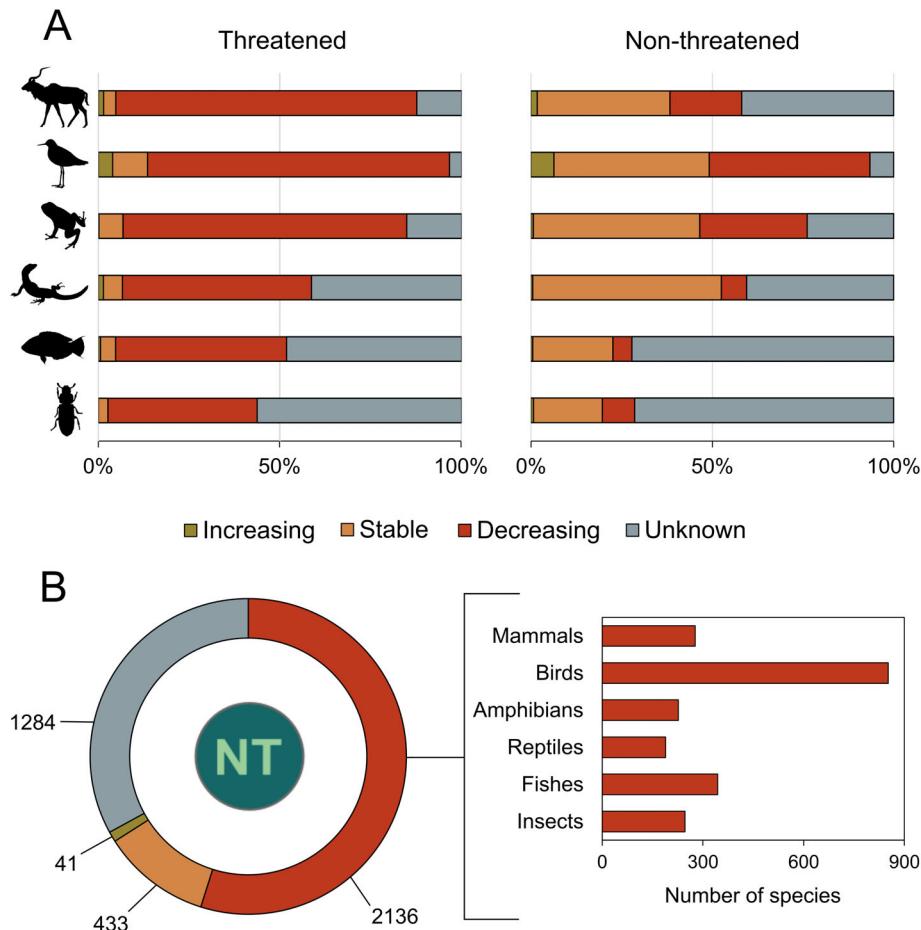 A
Threatened
Non-threatened
0%
50%
100%
0%
50%
100%
Increasing
Stable
Decreasing
Unknown
B
1284
41
433
2136
NT
Mammals
Birds
Amphibians
Reptiles
Fishes
Insects
0
300
600
900
Number of species